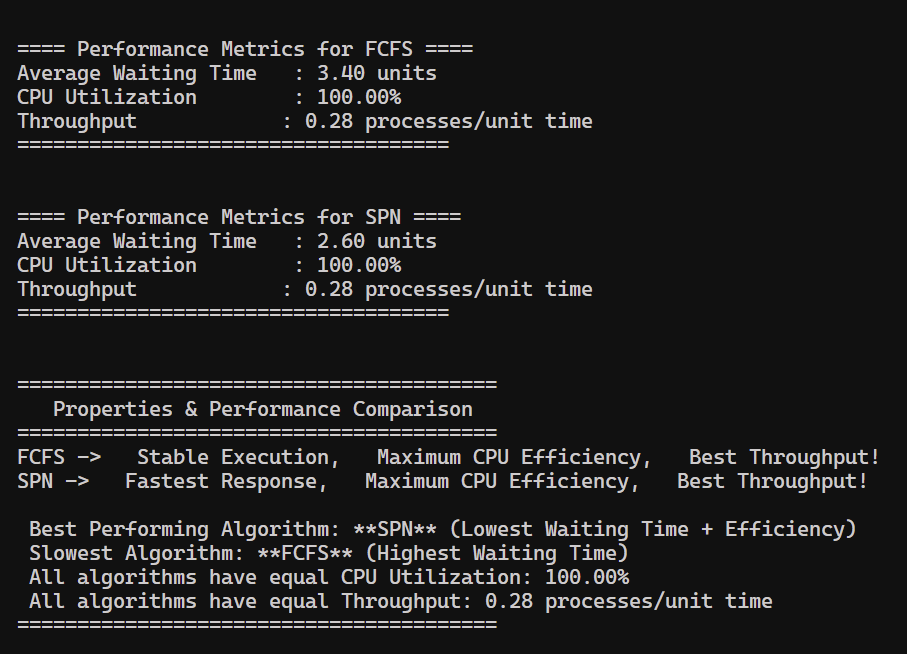 ==== Performance Metrics for FCFS ====
Average Waiting Time   : 3.40 units
CPU Utilization        : 100.00%
Throughput            : 0.28 processes/unit time
====================================
==== Performance Metrics for SPN ====
Average Waiting Time   : 2.60 units
CPU Utilization        : 100.00%
Throughput            : 0.28 processes/unit time
====================================
========================================
   Properties & Performance Comparison
========================================
FCFS ->   Stable Execution,   Maximum CPU Efficiency,   Best Throughput!
SPN ->   Fastest Response,   Maximum CPU Efficiency,   Best Throughput!
 Best Performing Algorithm: **SPN** (Lowest Waiting Time + Efficiency)
 Slowest Algorithm: **FCFS** (Highest Waiting Time)
 All algorithms have equal CPU Utilization: 100.00%
 All algorithms have equal Throughput: 0.28 processes/unit time
========================================